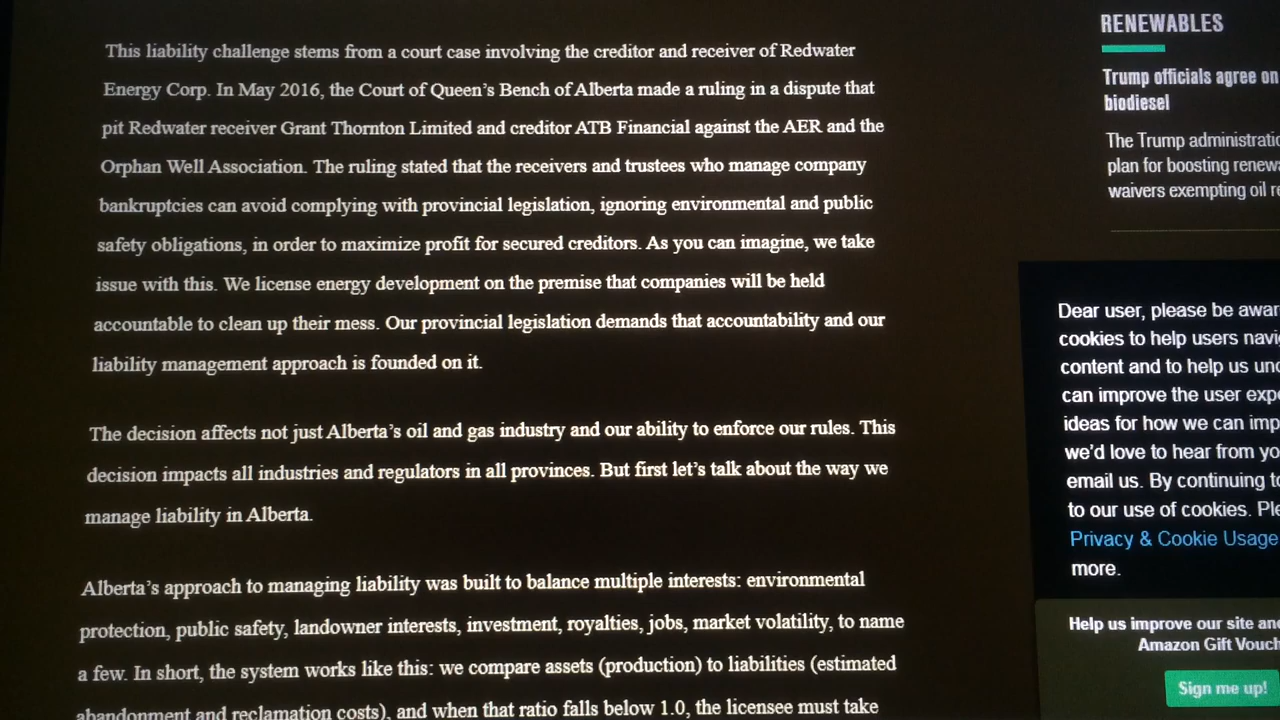 This liability challenge stems from a court case involving the creditor and receiver of Redwater
Energy Corp. In May 2016, the Court of Queen's Bench of Alberta made a ruling in a dispute that
pit Redwater receiver Grant Thornton Limited and creditor ATB Financial against the AER and the
Orphan Well Association. The ruling stated that the receivers and trustees who manage company
bankruptcies can avoid complying with provincial legislation, ignoring environmental and public
safety obligations, in order to maximize profit for secured creditors. As you can imagine, we take
issue with this. We license energy development on the premise that companies will be held
accountable to clean up their mess. Our provincial legislation demands that accountability and our
liability management approach is founded on it.
The decision affects not just Alberta's oil and gas industry and our ability to enforce our rules. This
decision impacts all industries and regulators in all provinces. But first let's talk about the way we
manage liability in Alberta.
Alberta's approach to managing liability was built to balance multiple interests: environmental
protection, public safety, landowner interests, investment, royalties, jobs, market volatility, to name
a few. In short, the system works like this: we compare assets (production) to liabilities (estimated
abandonment and reclamation costs), and when that ratio falls below 1.0, the licensee must take
RENEWABLES
Trump officials agree on
biodiesel
The Trump
plan for boosting
waivers exempting oil
Dear user, please be
cookies to help users
content and to help us
can improve the user
ideas for how we can
we'd love to hear from
email us. By continuing
to our use of cookies.
Privacy & Cookie Usage
more.
Help us improve our site
Amazon Gift
Sign me up!